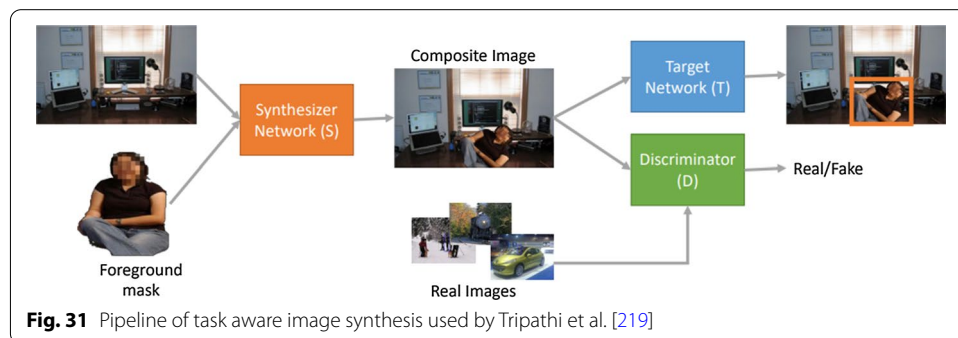 Composite Image
Synthesizer
Network (S)
Target
Network (T)
Discriminator
(D)
Real/Fake
Foreground
mask
Real Images
Fig. 31 Pipeline of task aware image synthesis used by Tripathi et al. [219]